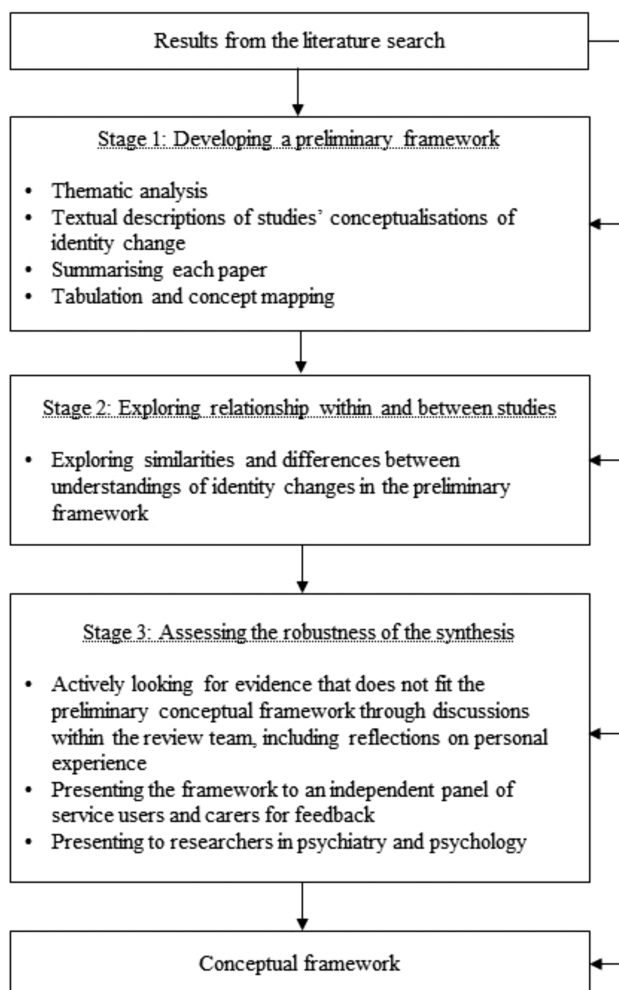 Results from the literature search
Stage 1: Developing a preliminary framework
• Thematic analysis
• Textual descriptions of studies’ conceptualisations of
identity change
• Summarising each paper
• Tabulation and concept mapping
Stage 2: Exploring relationship within and between studies
• Exploring similarities and differences between
understandings of identity changes in the preliminary
framework
Stage 3: Assessing the robustness of the synthesis
• Actively looking for evidence that does not fit the
preliminary conceptual framework through discussions
within the review team, including reflections on personal
experience
• Presenting the framework to an independent panel of
service users and carers for feedback
• Presenting to researchers in psychiatry and psychology
Conceptual framework